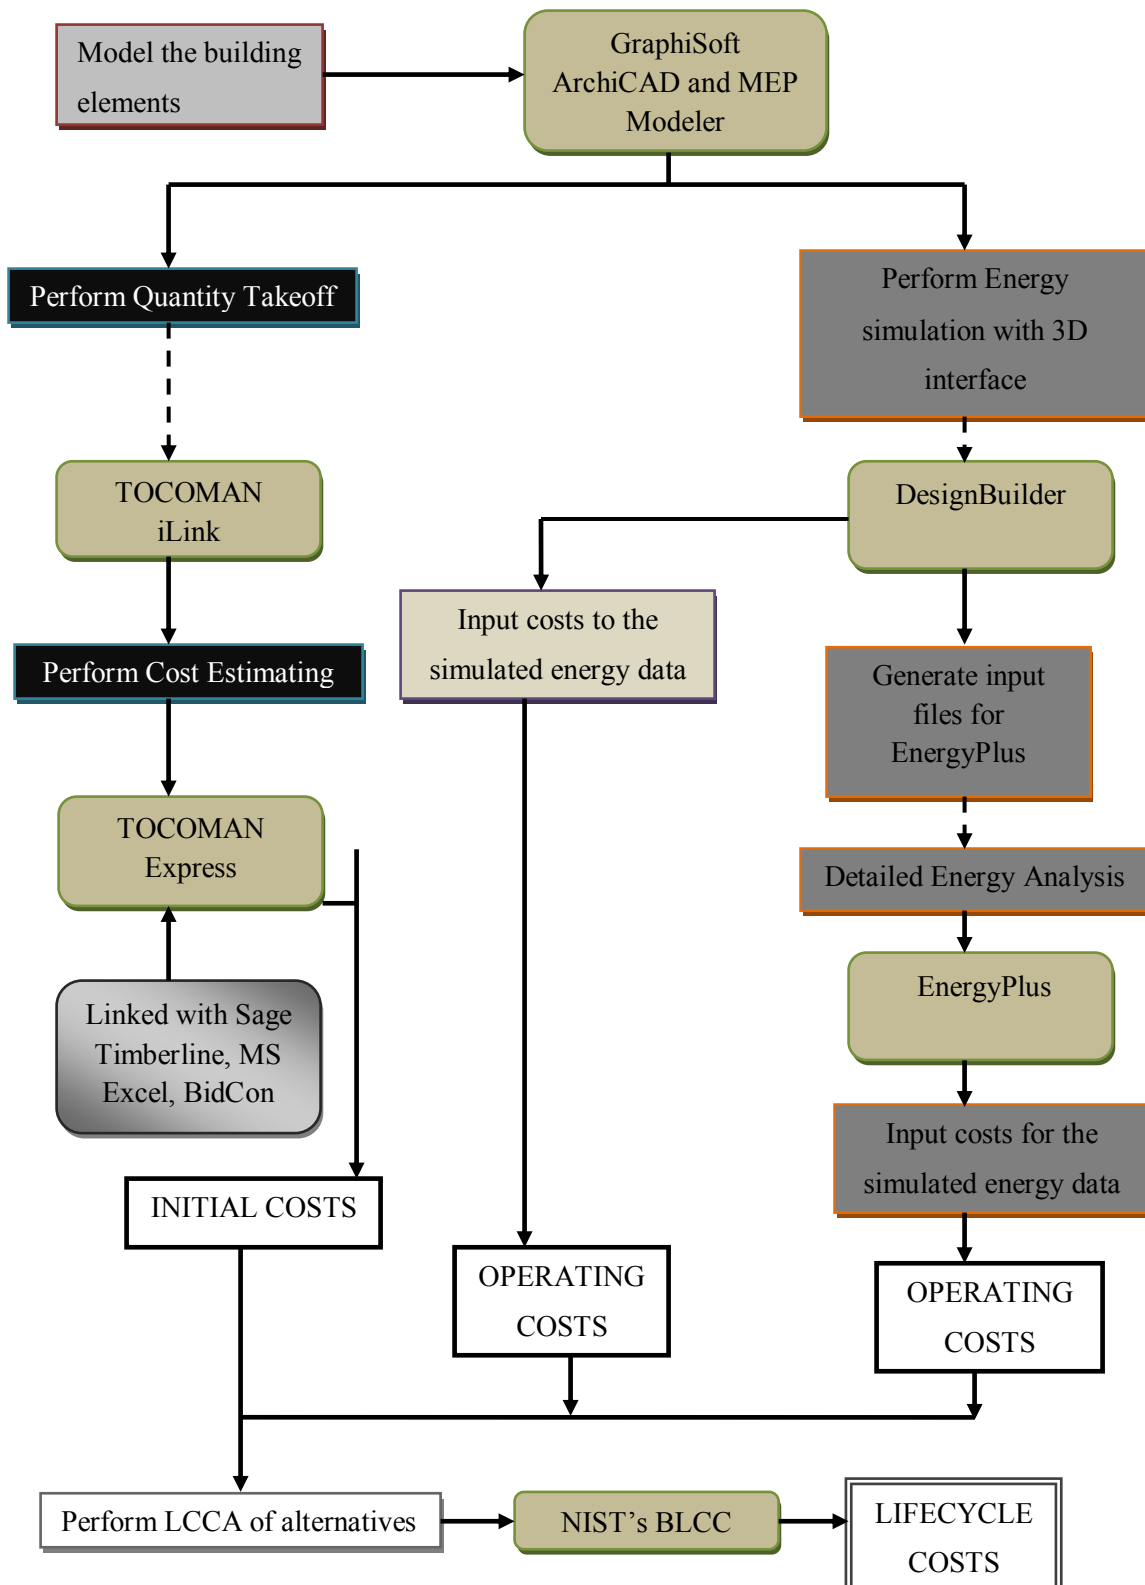 Model the building
elements
GraphiSoft
ArchiCAD and MEP
Modeler
Perform Quantity Takeoff
Perform Energy
simulation with 3D
interface
TOCOMAN
iLink
DesignBuilder
Input costs to the
simulated energy data
Perform Cost Estimating
Generate input
files for
EnergyPlus
TOCOMAN
Express
Detailed Energy Analysis
EnergyPlus
Linked with Sage
Timberline, MS
Excel, BidCon
Input costs for the
simulated energy data
INITIAL COSTS
OPERATING
COSTS
OPERATING
COSTS
Perform LCCA of alternatives
NIST’s BLCC
LIFECYCLE
COSTS